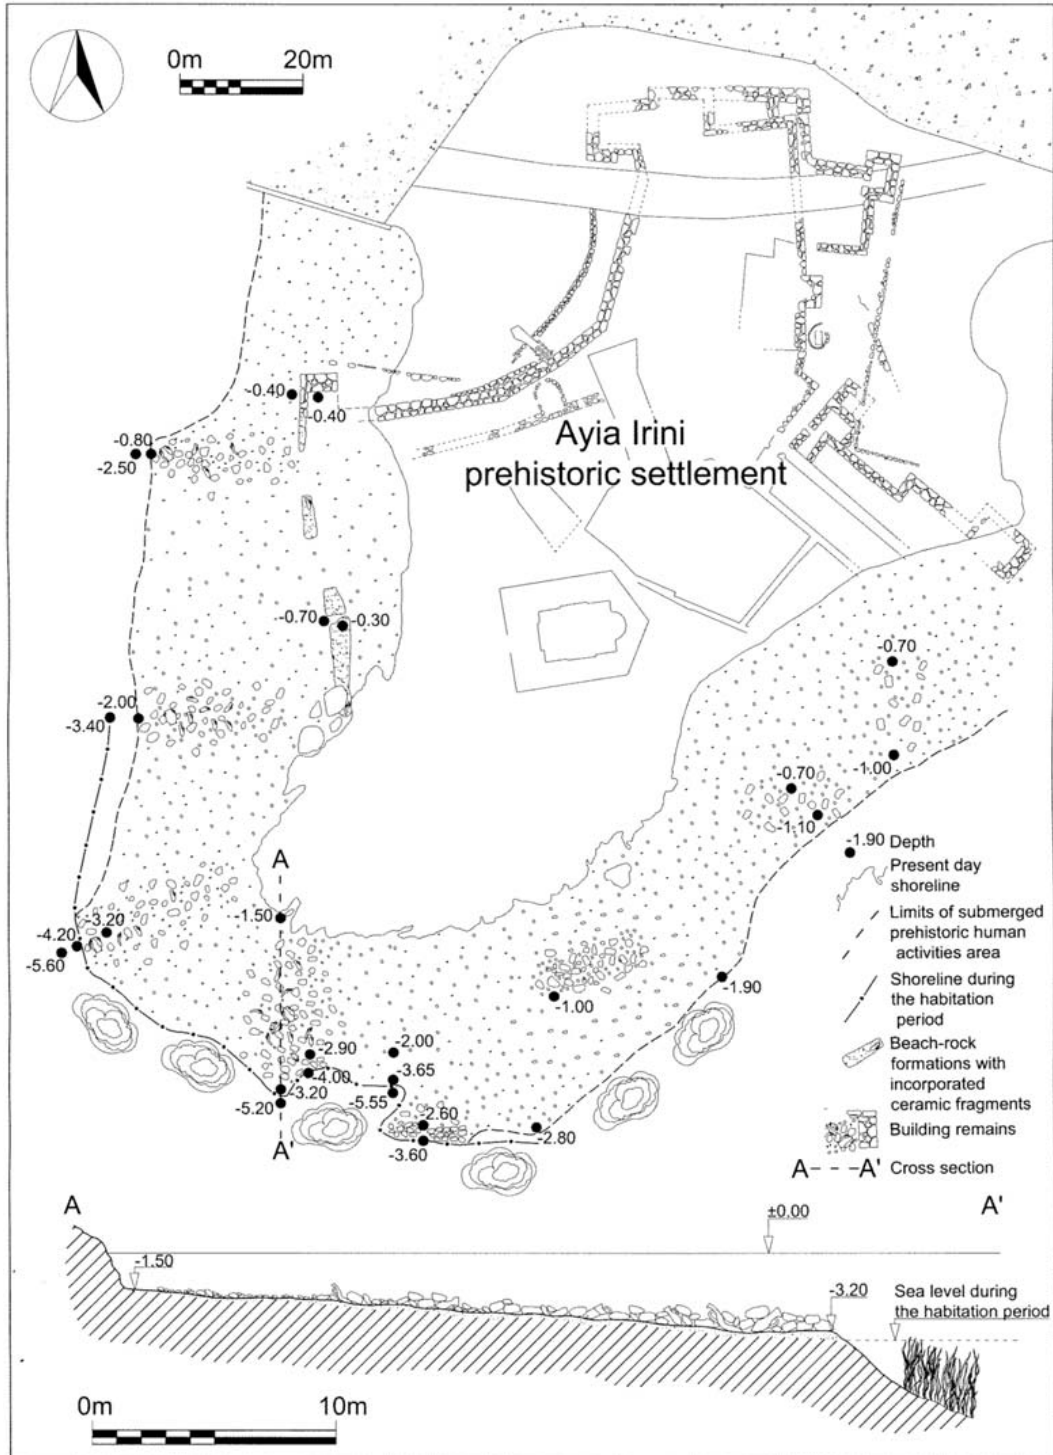 0m 20m
Ayia Irini
prehistoric settlement
-0.40
-0.40
-0.80
-2.50
-0.70
-0.30
-2.00
-3.40
-0.70
-1.00
-0.70
-1.10
A
-1.50
-3.20
-4.20
-5.60
-1.00
-1.90
-2.90
-2.00
-4.00
-3.65
-3.20
-5.55
-5.20
-2.60
-2.80
-3.60
A'
-1.90 Depth
Present day
shoreline
Limits of submerged
prehistoric human
activities area
Shoreline during
the habitation
period
Beach-rock
formations with
incorporated
ceramic fragments
Building remains
A A' Cross section
A A'
±0.00
-1.50
-3.20
Sea level during
the habitation period
0m 10m